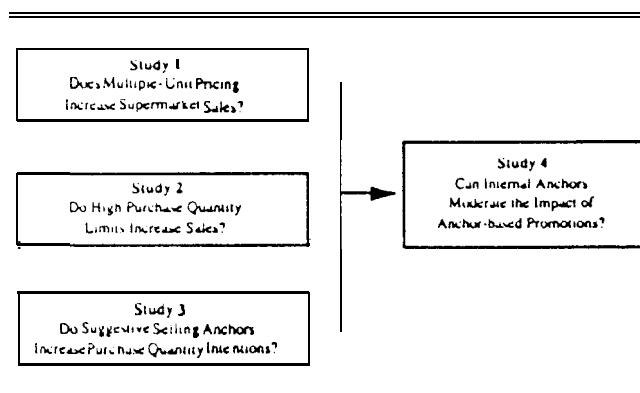 Study 1
Does Multiple-Unit Pricing
Increase Supermarket Sales?
Study 2
Do High Purchase Quantity
Limits Increase Sales?
Study 3
Do Suggestive Selling Anchors
Increase Purchase Quantity Intentions?
Study 4
Can Internal Anchors
Moderate the Impact of
Anchor-based Promotions?